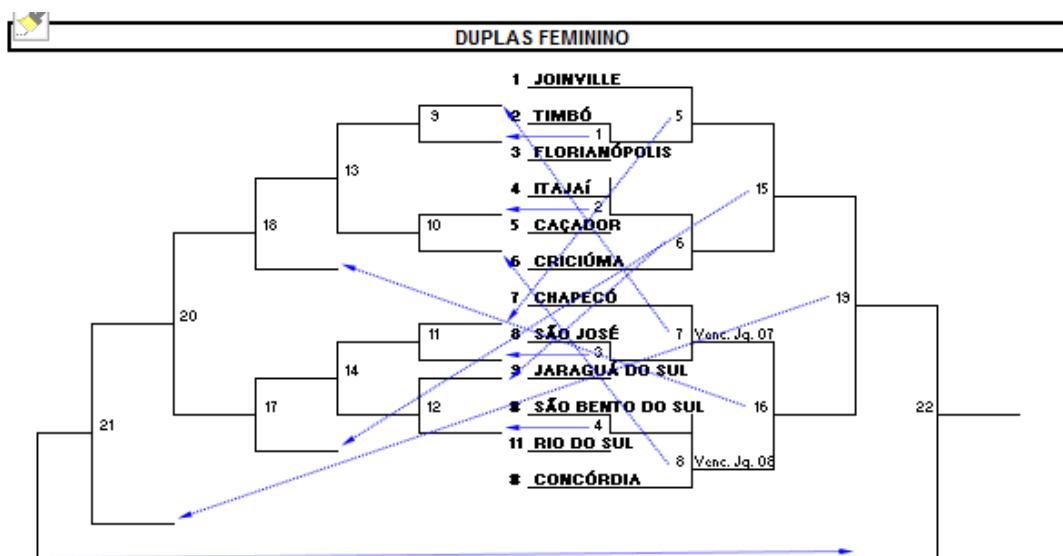 DUPLAS FEMININO
1 JOINVILLE
9
2 TIMBÓ
5
1
3 FLORIANÓPOLIS
13
4 ITAJAÍ
15
2
18
10
5 CAÇADOR
6
6 CRICIÚMA
7 CHAPECÓ
19
20
11
8 SÃO JOSÉ
7 Venc. Jq. 07
3
9 JARAGUÁ DO SUL
14
17
12
# SÃO BENTO DO SUL
16
22
21
4
11 RIO DO SUL
8 Venc. Jq. 08
# CONCÓRDIA